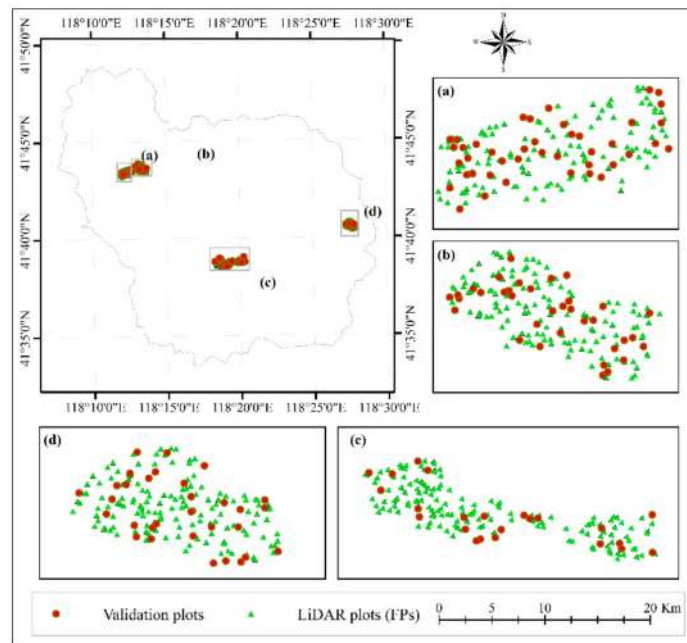 118°10'0"E 118°15'0"E 118°20'0"E 118°25'0"E 118°30'0"E
N
W E
S
41°50'0"N 41°50'0"N
41°45'0"N 41°45'0"N
41°40'0"N 41°40'0"N
41°35'0"N 41°35'0"N
(a)
(b)
(c)
(d)
118°10'0"E 118°15'0"E 118°20'0"E 118°25'0"E 118°30'0"E
(a)
(b)
(d)
(c)
Validation plots
LiDAR plots (FPs)
0 5 10 20 Km